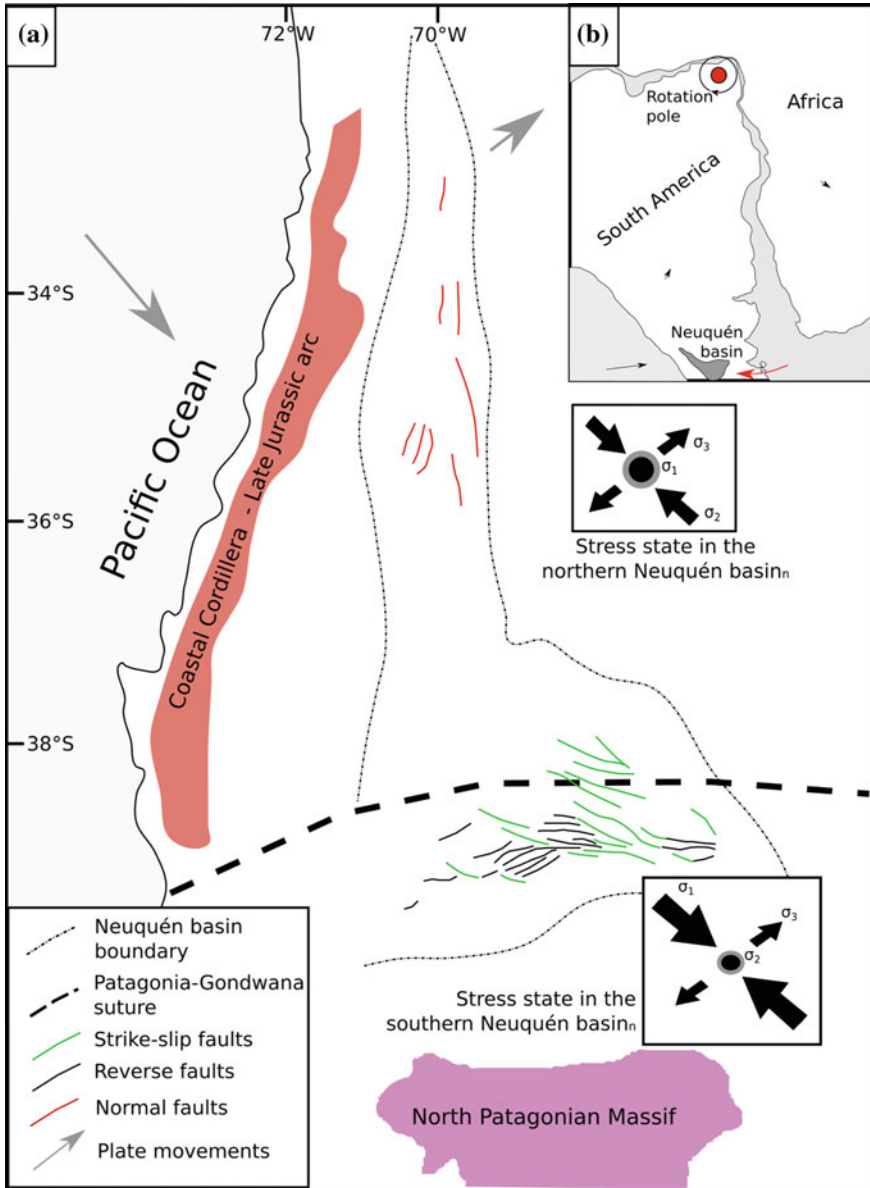 (a)
72°W
70°W
(b)
Rotation
pole
Africa
South America
Neuquén
basin
34°S
36°S
38°S
Pacific Ocean
Coastal Cordillera - Late Jurassic arc
σ3
σ1
σ2
Stress state in the
northern Neuquén basinn
σ1
σ3
σ2
Stress state in the
southern Neuquén basinn
North Patagonian Massif
Neuquén basin
boundary
Patagonia-Gondwana
suture
Strike-slip faults
Reverse faults
Normal faults
Plate movements